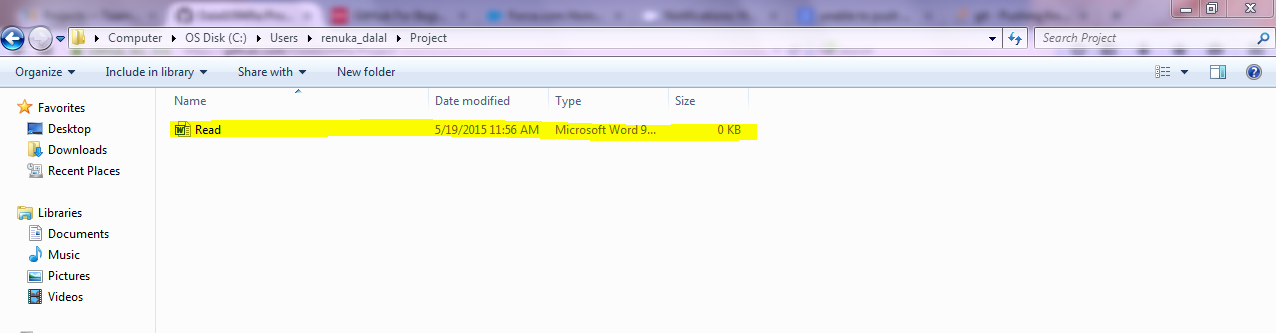 Computer OS Disk (C:) Users renuka_dalal Project Search Project
Organize Include in library Share with New folder
Favorites
Desktop
Downloads
Recent Places
Libraries
Documents
Music
Pictures
Videos
Name Date modified Type Size
Read 5/19/2015 11:56 AM Microsoft Word 9... 0 KB